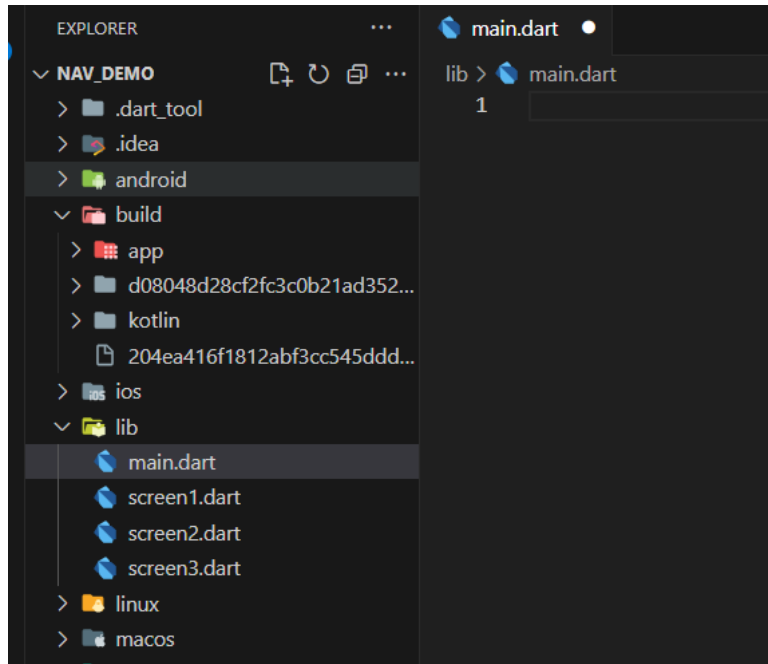 EXPLORER
main.dart
NAV_DEMO
lib > main.dart
.dart_tool
1
.idea
android
build
app
d08048d28cf2fc3c0b21ad352...
kotlin
204ea416f1812abf3cc545ddd...
ios
lib
main.dart
screen1.dart
screen2.dart
screen3.dart
linux
macos